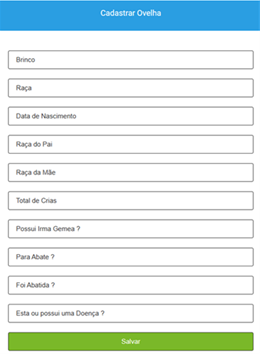 Cadastrar Ovelha
Brinco
Raça
Data de Nascimento
Raça do Pai
Raça da Mãe
Total de Crias
Possui Irma Gemea ?
Para Abate ?
Foi Abatida ?
Esta ou possui uma Doença ?
Salvar